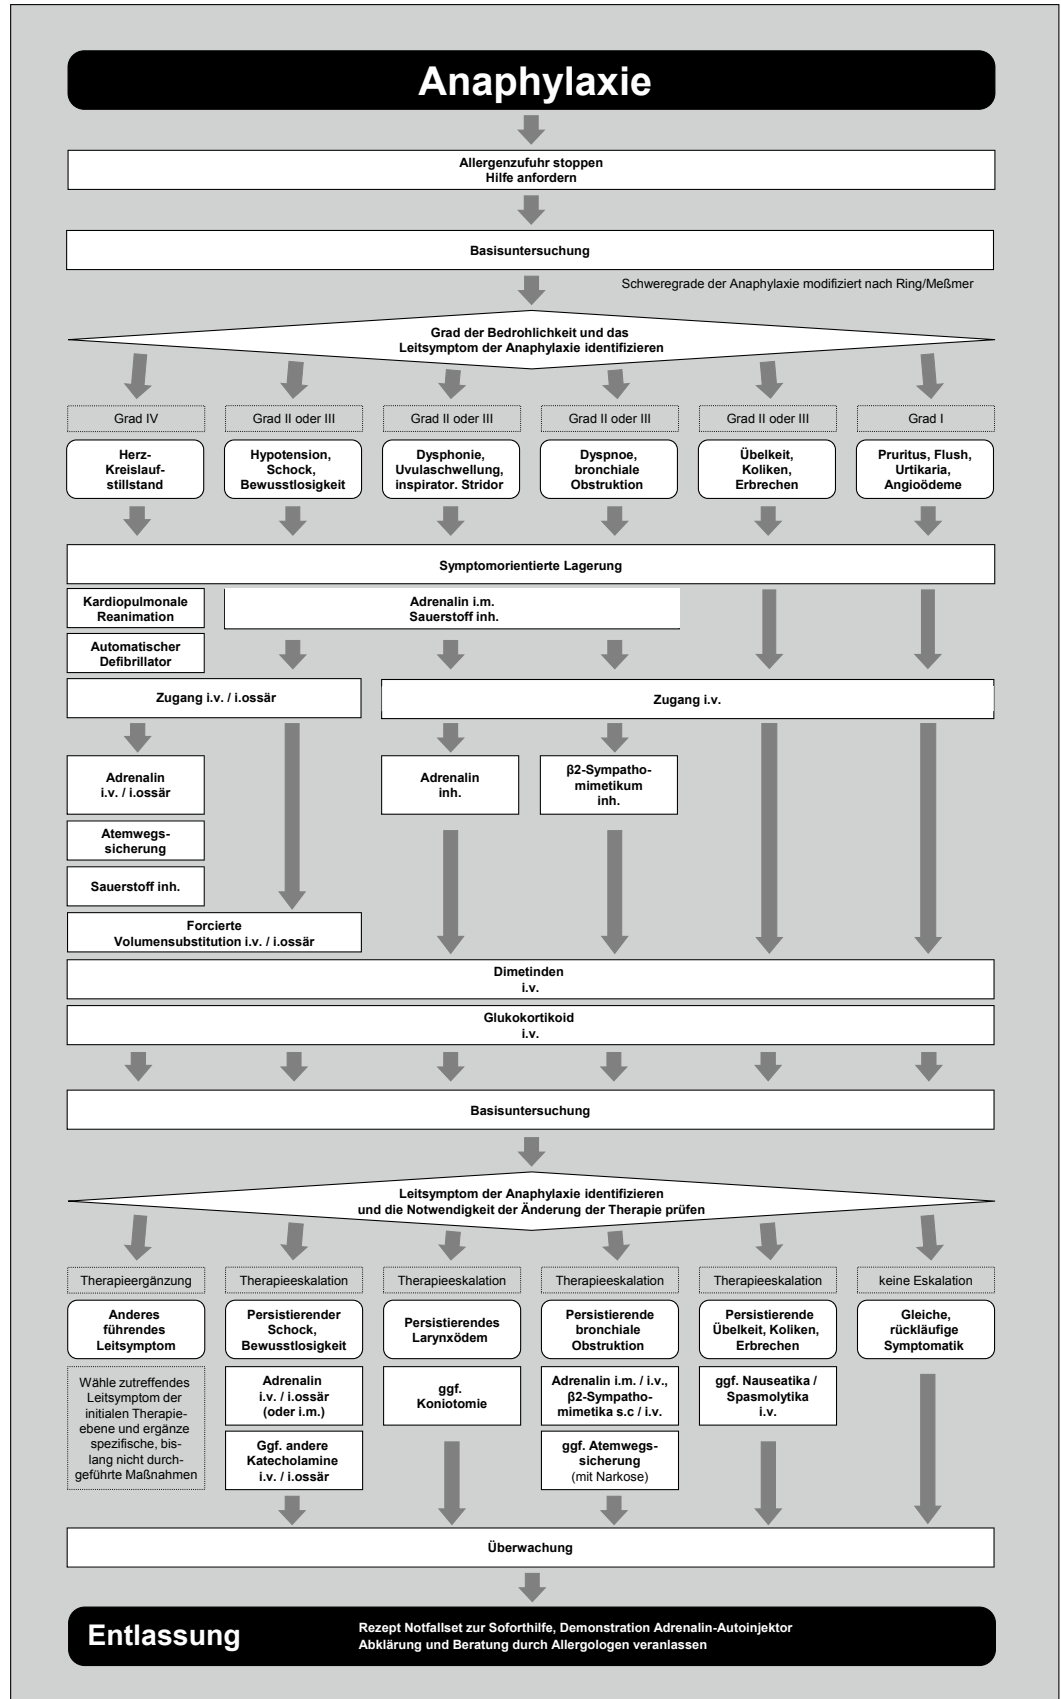 Anaphylaxie
Allergenzufuhr stoppen
Hilfe anfordern
Basisuntersuchung
Schweregrade der Anaphylaxie modifiziert nach Ring/Meßmer
Grad der Bedrohlichkeit und das
Leitsymptom der Anaphylaxie identifizieren
Grad IV
Grad II oder III
Grad II oder III
Grad II oder III
Grad II oder III
Grad I
Herz-
Kreislauf-
stillstand
Hypotension,
Schock,
Bewusstlosigkeit
Dysphonie,
Uvulaschwellung,
inspirator. Stridor
Dyspnoe,
bronchiale
Obstruktion
Übelkeit,
Koliken,
Erbrechen
Pruritus, Flush,
Urtikaria,
Angioödeme
Symptomorientierte Lagerung
Kardiopulmonale
Reanimation
Automatischer
Defibrillator
Adrenalin i.m.
Sauerstoff inh.
Zugang i.v. / i.ossär
Zugang i.v.
Adrenalin
i.v. / i.ossär
Adrenalin
inh.
β2-Sympatho-
mimetikum
inh.
Atemwegs-
sicherung
Sauerstoff inh.
Forcierte
Volumensubstitution i.v. / i.ossär
Dimetinden
i.v.
Glukokortikoid
i.v.
Basisuntersuchung
Leitsymptom der Anaphylaxie identifizieren
und die Notwendigkeit der Änderung der Therapie prüfen
Therapieergänzung
Therapieeskalation
Therapieeskalation
Therapieeskalation
Therapieeskalation
keine Eskalation
Anderes
führendes
Leitsymptom
Persistierender
Schock,
Bewusstlosigkeit
Persistierendes
Larynxödem
Persistierende
bronchiale
Obstruktion
Persistierende
Übelkeit, Koliken,
Erbrechen
Gleiche,
rückläufige
Symptomatik
Wähle zutreffendes
Leitsymptom der
initialen Therapie-
ebene und ergänze
spezifische, bis-
lang nicht durch-
geführte Maßnahmen
Adrenalin
i.v. / i.ossär
(oder i.m.)
Ggf. andere
Katecholamine
i.v. / i.ossär
ggf.
Koniotomie
Adrenalin i.m. / i.v.,
β2-Sympatho-
mimetika s.c / i.v.
ggf. Atemwegs-
sicherung
(mit Narkose)
ggf. Nauseatika /
Spasmolytika
i.v.
Überwachung
Entlassung
Rezept Notfallset zur Soforthilfe, Demonstration Adrenalin-Autoinjektor
Abklärung und Beratung durch Allergologen veranlassen